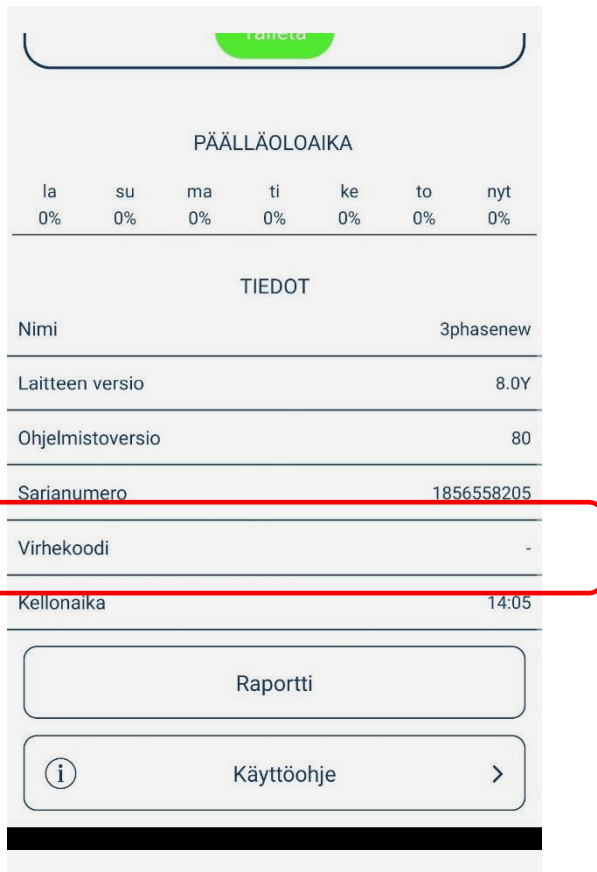 Talleta
PÄÄLLÄOLOAIKA
la su ma ti ke to nyt
0% 0% 0% 0% 0% 0% 0%
TIEDOT
Nimi 3phasenew
Laitteen versio 8.0Y
Ohjelmistoversio 80
Sarjanumero 1856558205
Virhekoodi -
Kellonaika 14:05
Raportti
i Käyttöohje >